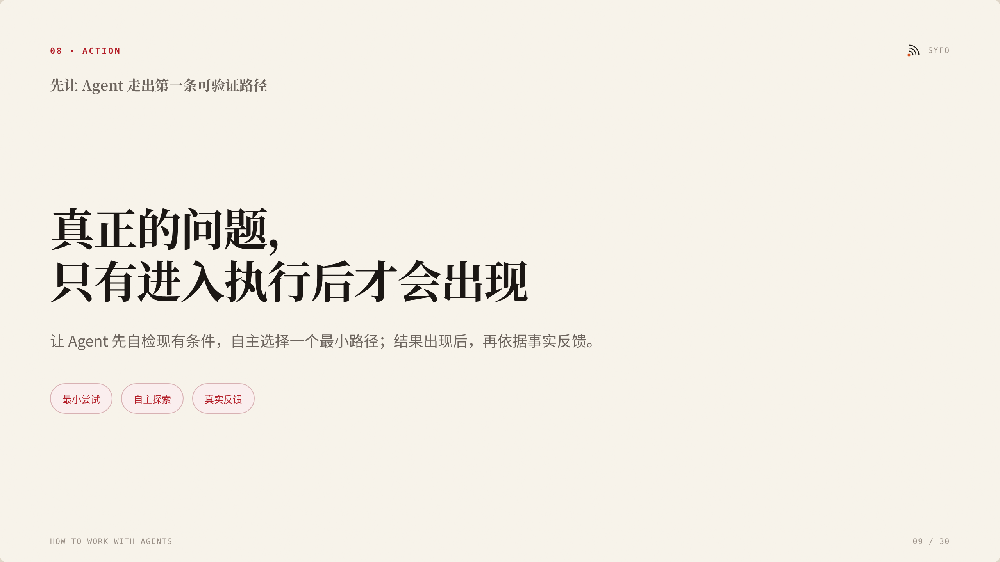 08 · ACTION
SYFO
先让 Agent 走出第一条可验证路径
真正的问题，
只有进入执行后才会出现
让 Agent 先自检现有条件，自主选择一个最小路径；结果出现后，再依据事实反馈。
最小尝试
自主探索
真实反馈
HOW TO WORK WITH AGENTS
09 / 30